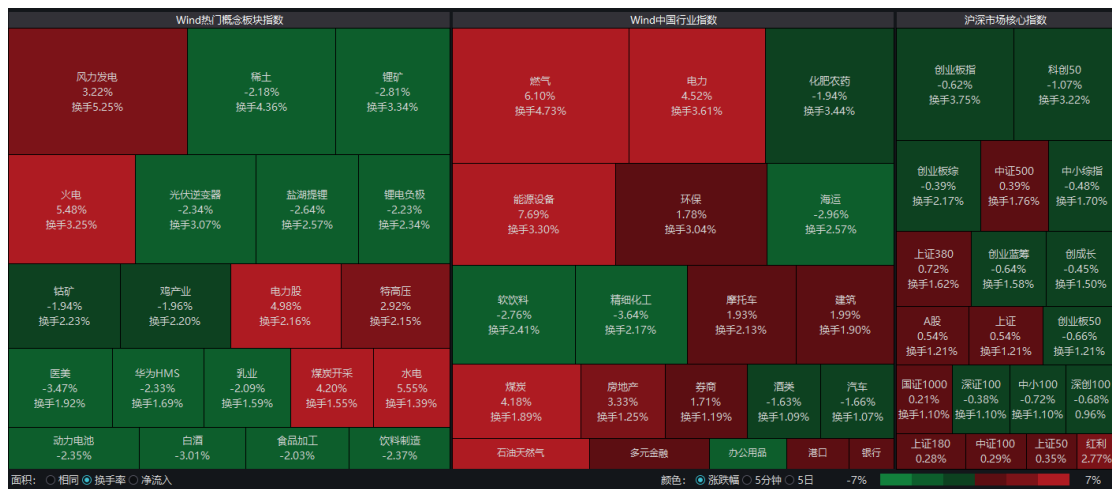 Wind热门概念板块指数
风力发电
3.22%
换手5.25%
稀土
-2.18%
换手4.36%
锂矿
-2.81%
换手3.34%
火电
5.48%
换手3.25%
光伏逆变器
-2.34%
换手3.07%
盐湖提锂
-2.64%
换手2.57%
锂电负极
-2.23%
换手2.34%
钴矿
-1.94%
换手2.23%
鸡产业
-1.96%
换手2.20%
电力股
4.98%
换手2.16%
特高压
2.92%
换手2.15%
医美
-3.47%
换手1.92%
华为HMS
-2.33%
换手1.69%
乳业
-2.09%
换手1.59%
煤炭开采
4.20%
换手1.55%
水电
5.55%
换手1.39%
动力电池
-2.35%
白酒
-3.01%
食品加工
-2.03%
饮料制造
-2.37%
Wind中国行业指数
燃气
6.10%
换手4.73%
电力
4.52%
换手3.61%
化肥农药
-1.94%
换手3.44%
能源设备
7.69%
换手3.30%
环保
1.78%
换手3.04%
海运
-2.96%
换手2.57%
软饮料
-2.76%
换手2.41%
精细化工
-3.64%
换手2.17%
摩托车
1.93%
换手2.13%
建筑
1.99%
换手1.90%
煤炭
4.18%
换手1.89%
房地产
3.33%
换手1.25%
券商
1.71%
换手1.19%
酒类
-1.63%
换手1.09%
汽车
-1.66%
换手1.07%
石油天然气
多元金融
办公用品
港口
银行
沪深市场核心指数
创业板指
-0.62%
换手3.75%
科创50
-1.07%
换手3.22%
创业板综
-0.39%
换手2.17%
中证500
0.39%
换手1.76%
中小综指
-0.48%
换手1.70%
上证380
0.72%
换手1.62%
创业蓝筹
-0.64%
换手1.58%
创成长
-0.45%
换手1.50%
A股
0.54%
换手1.21%
上证
0.54%
换手1.21%
创业板50
-0.66%
换手1.21%
国证1000
0.21%
换手1.10%
深证100
-0.38%
换手1.10%
中小100
-0.72%
换手1.10%
深创100
-0.68%
0.96%
上证180
0.28%
中证100
0.29%
上证50
0.35%
红利
2.77%
面积： 相同 换手率 净流入
颜色： 涨跌幅 5分钟 5日 -7% 7%